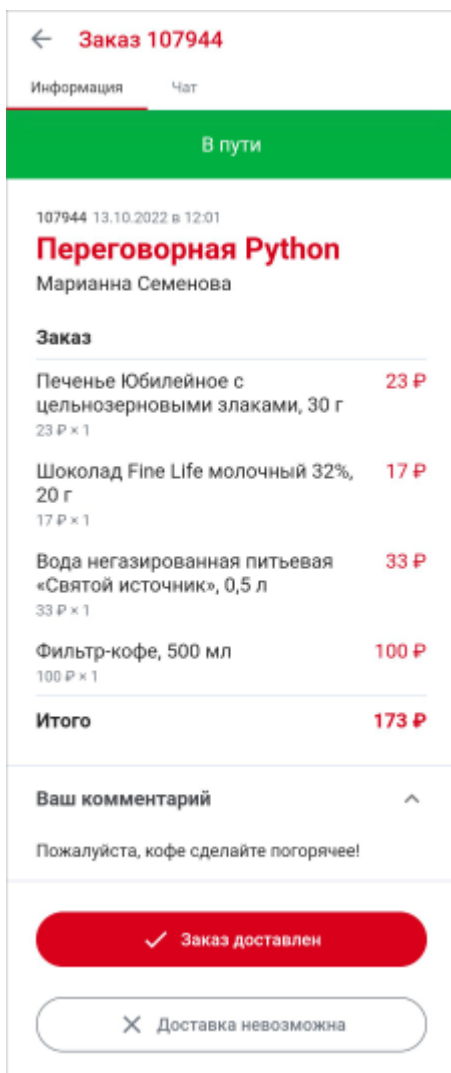 Заказ 107944
Информация Чат
В пути
107944 13.10.2022 в 12:01
Переговорная Python
Марианна Семенова
Заказ
Печенье Юбилейное с 23 ₽
цельнозерновыми злаками, 30 г
23 ₽ × 1
Шоколад Fine Life молочный 32%, 17 ₽
20 г
17 ₽ × 1
Вода негазированная питьевая 33 ₽
«Святой источник», 0,5 л
33 ₽ × 1
Фильтр-кофе, 500 мл 100 ₽
100 ₽ × 1
Итого 173 ₽
Ваш комментарий
Пожалуйста, кофе сделайте погорячее!
Заказ доставлен
Доставка невозможна